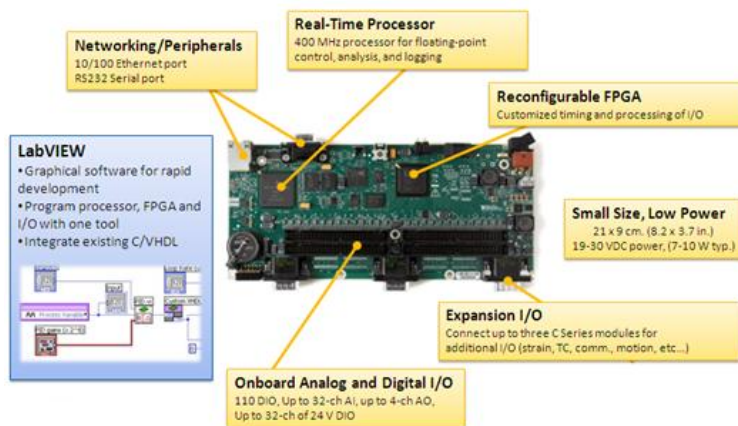 Real-Time Processor
400 MHz processor for floating-point
control, analysis, and logging
Networking/Peripherals
10/100 Ethernet port
RS232 Serial port
Reconfigurable FPGA
Customized timing and processing of I/O
LabVIEW
• Graphical software for rapid
development
• Program processor, FPGA and
I/O with one tool
• Integrate existing C/VHDL
Input
Process Variable
PID gains
Small Size, Low Power
21 x 9 cm. (8.2 x 3.7 in.)
19-30 VDC power, (7-10 W typ.)
Expansion I/O
Connect up to three C Series modules for
additional I/O (strain, TC, comm., motion, etc...)
Onboard Analog and Digital I/O
110 DIO, Up to 32-ch AI, up to 4-ch AO,
Up to 32-ch of 24 V DIO